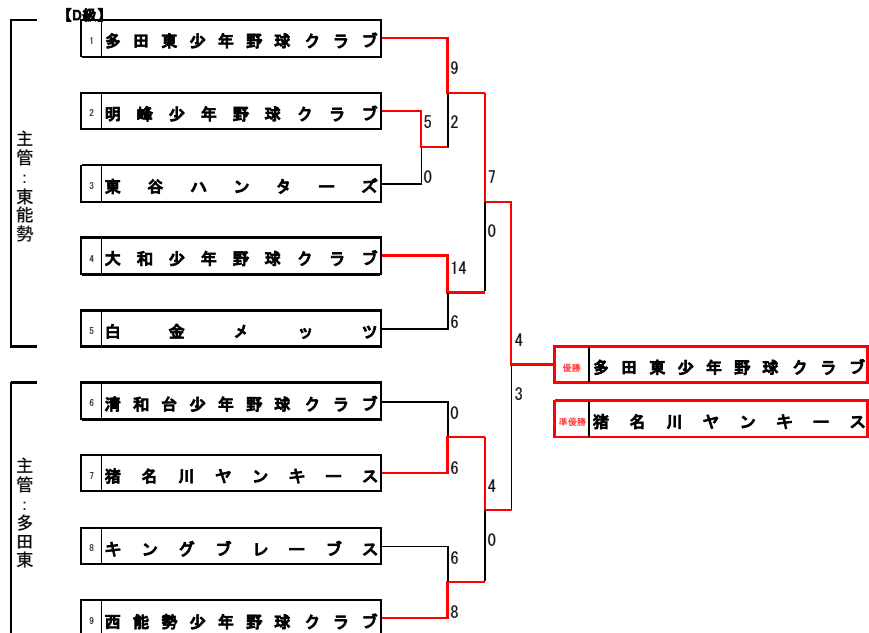 【D級】
1 多田東少年野球クラブ
9
2 明峰少年野球クラブ
5
2
3 東谷ハンターズ
0
7
主管：東能勢
0
4 大和少年野球クラブ
14
5 白金メッツ
6
4
優勝 多田東少年野球クラブ
3
準優勝 猪名川ヤンキース
6 清和台少年野球クラブ
0
7 猪名川ヤンキース
6
4
主管：多田東
0
8 キングブレーブス
6
9 西能勢少年野球クラブ
8